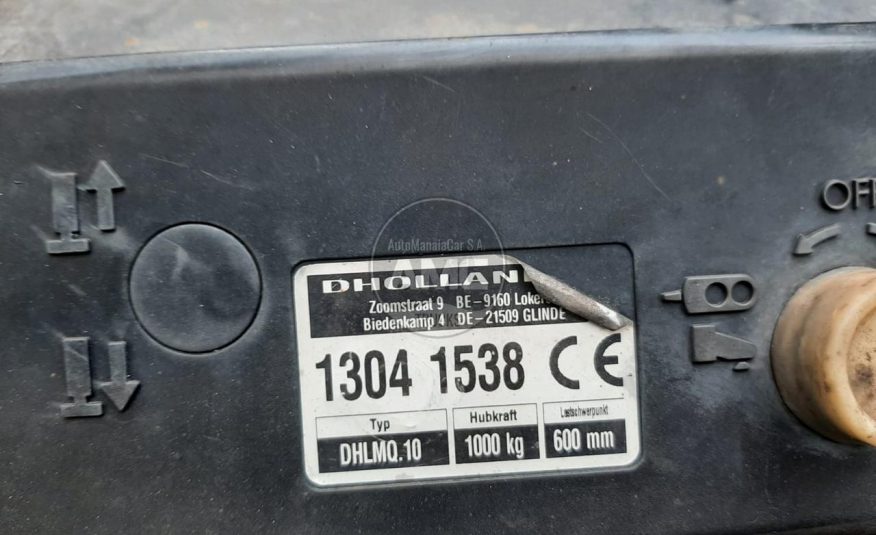 OFF
AutoManaiaCar S.A.
DHOLLAN
Zoomstraat 9 BE-9160
Biedenkamp 4 DE-21509 GLINDE
1304 1538 CE
Typ Hubkraft Lastschwerpunkt
DHLMQ.10 1000 kg 600 mm